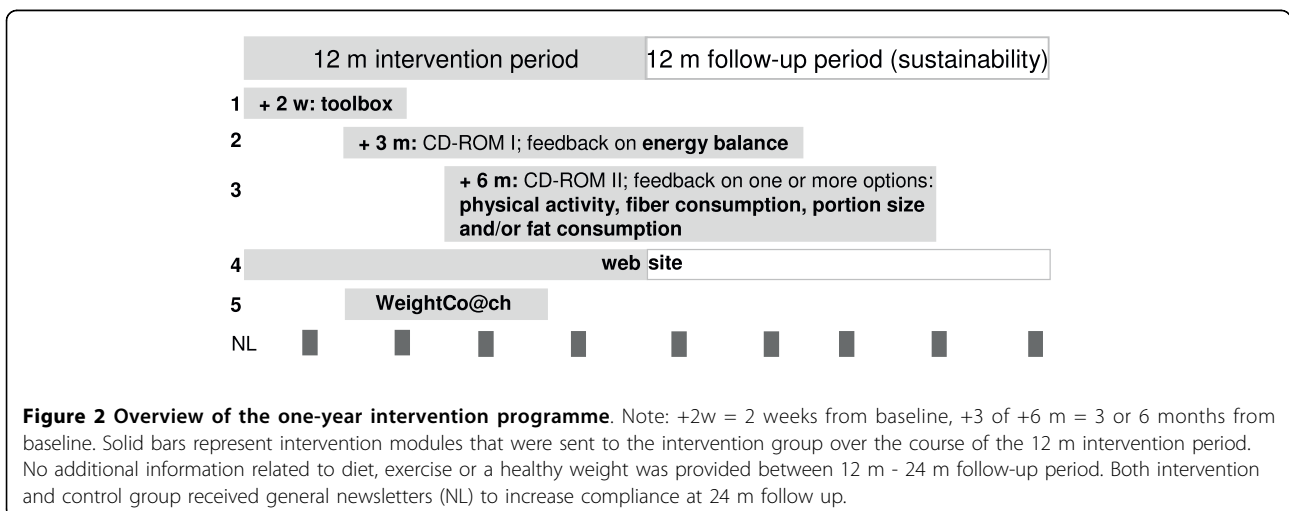 12 m intervention period 12 m follow-up period (sustainability)
1 + 2 w: toolbox
2 + 3 m: CD-ROM I; feedback on energy balance
3 + 6 m: CD-ROM II; feedback on one or more options:
physical activity, fiber consumption, portion size
and/or fat consumption
4 web site
5 WeightCo@ch
NL
Figure 2 Overview of the one-year intervention programme. Note: +2w = 2 weeks from baseline, +3 of +6 m = 3 or 6 months from
baseline. Solid bars represent intervention modules that were sent to the intervention group over the course of the 12 m intervention period.
No additional information related to diet, exercise or a healthy weight was provided between 12 m - 24 m follow-up period. Both intervention
and control group received general newsletters (NL) to increase compliance at 24 m follow up.